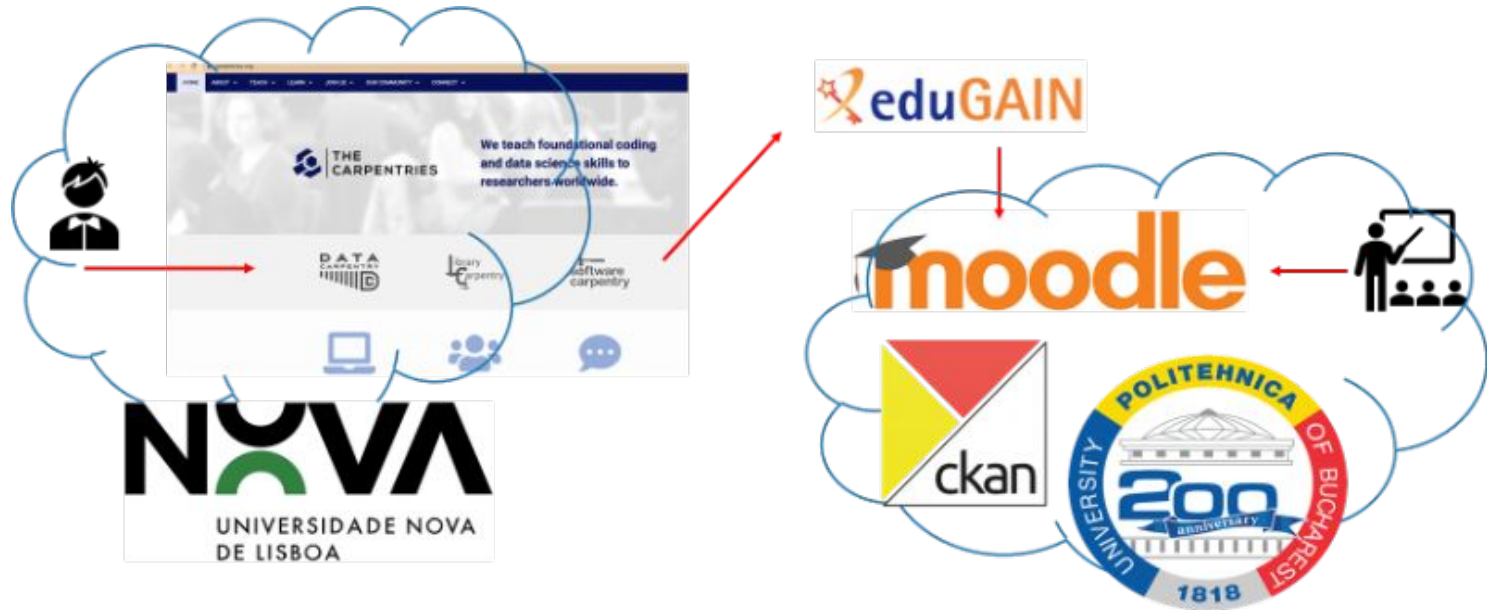 HOME ABOUT TEACH LEARN JOIN US OUR COMMUNITY CONNECT
THE
CARPENTRIES
We teach foundational coding
and data science skills to
researchers worldwide.
DATA
CARPENTRY
Library
Carpentry
software
carpentry
NOVA
UNIVERSIDADE NOVA
DE LISBOA
eduGAIN
moodle
ckan
UNIVERSITY POLITEHNICA OF BUCHAREST
200
anniversary
1818